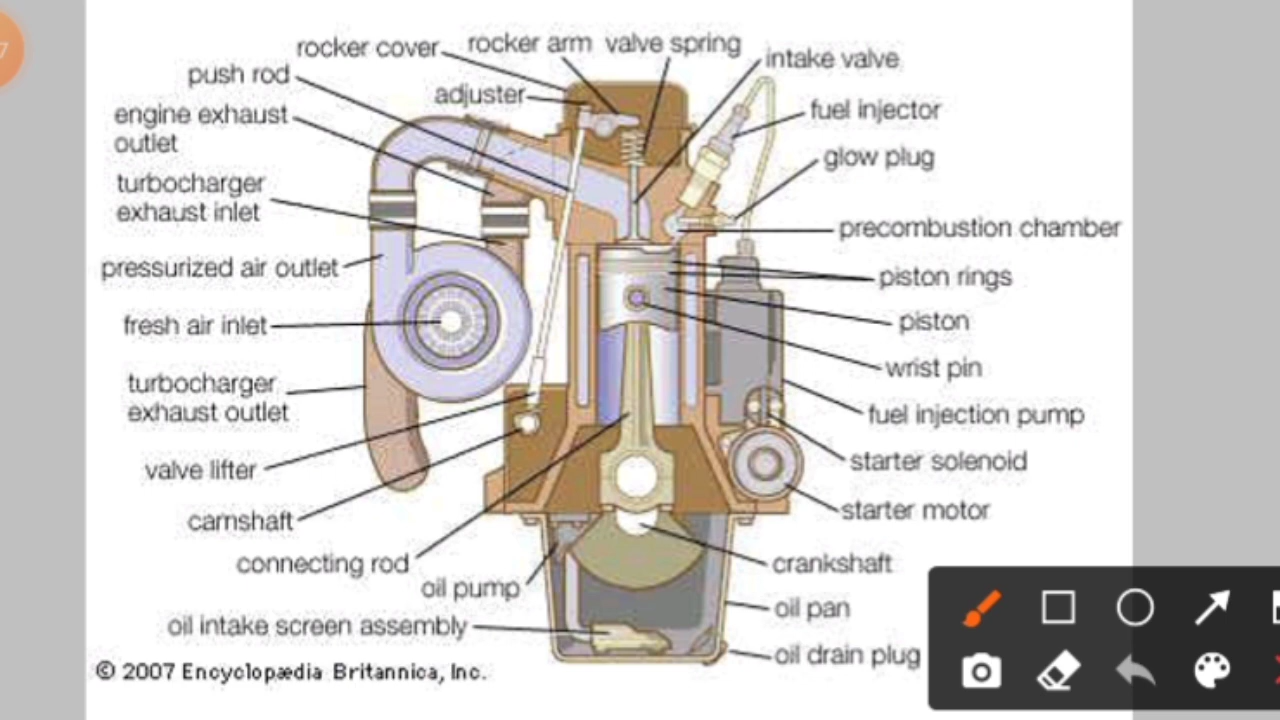 rocker cover
rocker arm
valve spring
intake valve
push rod
adjuster
fuel injector
engine exhaust
outlet
glow plug
turbocharger
exhaust inlet
precombustion chamber
pressurized air outlet
piston rings
fresh air inlet
piston
wrist pin
turbocharger
exhaust outlet
fuel injection pump
valve lifter
starter solenoid
camshaft
starter motor
connecting rod
crankshaft
oil pump
oil pan
oil intake screen assembly
oil drain plug
© 2007 Encyclopædia Britannica, Inc.
7